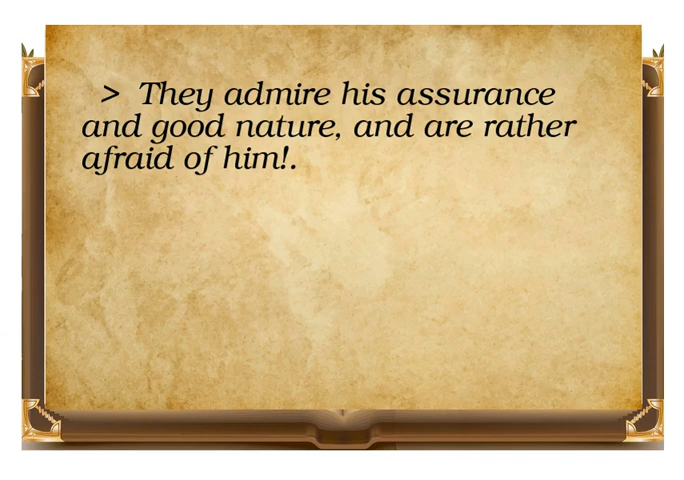 > They admire his assurance
and good nature, and are rather
afraid of him!.